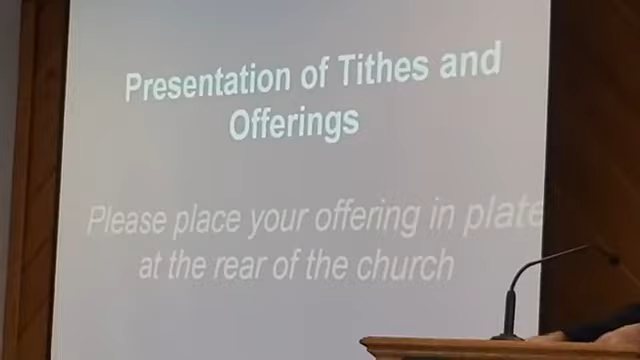 Presentation of Tithes and
Offerings
Please place your offering in plate
at the rear of the church